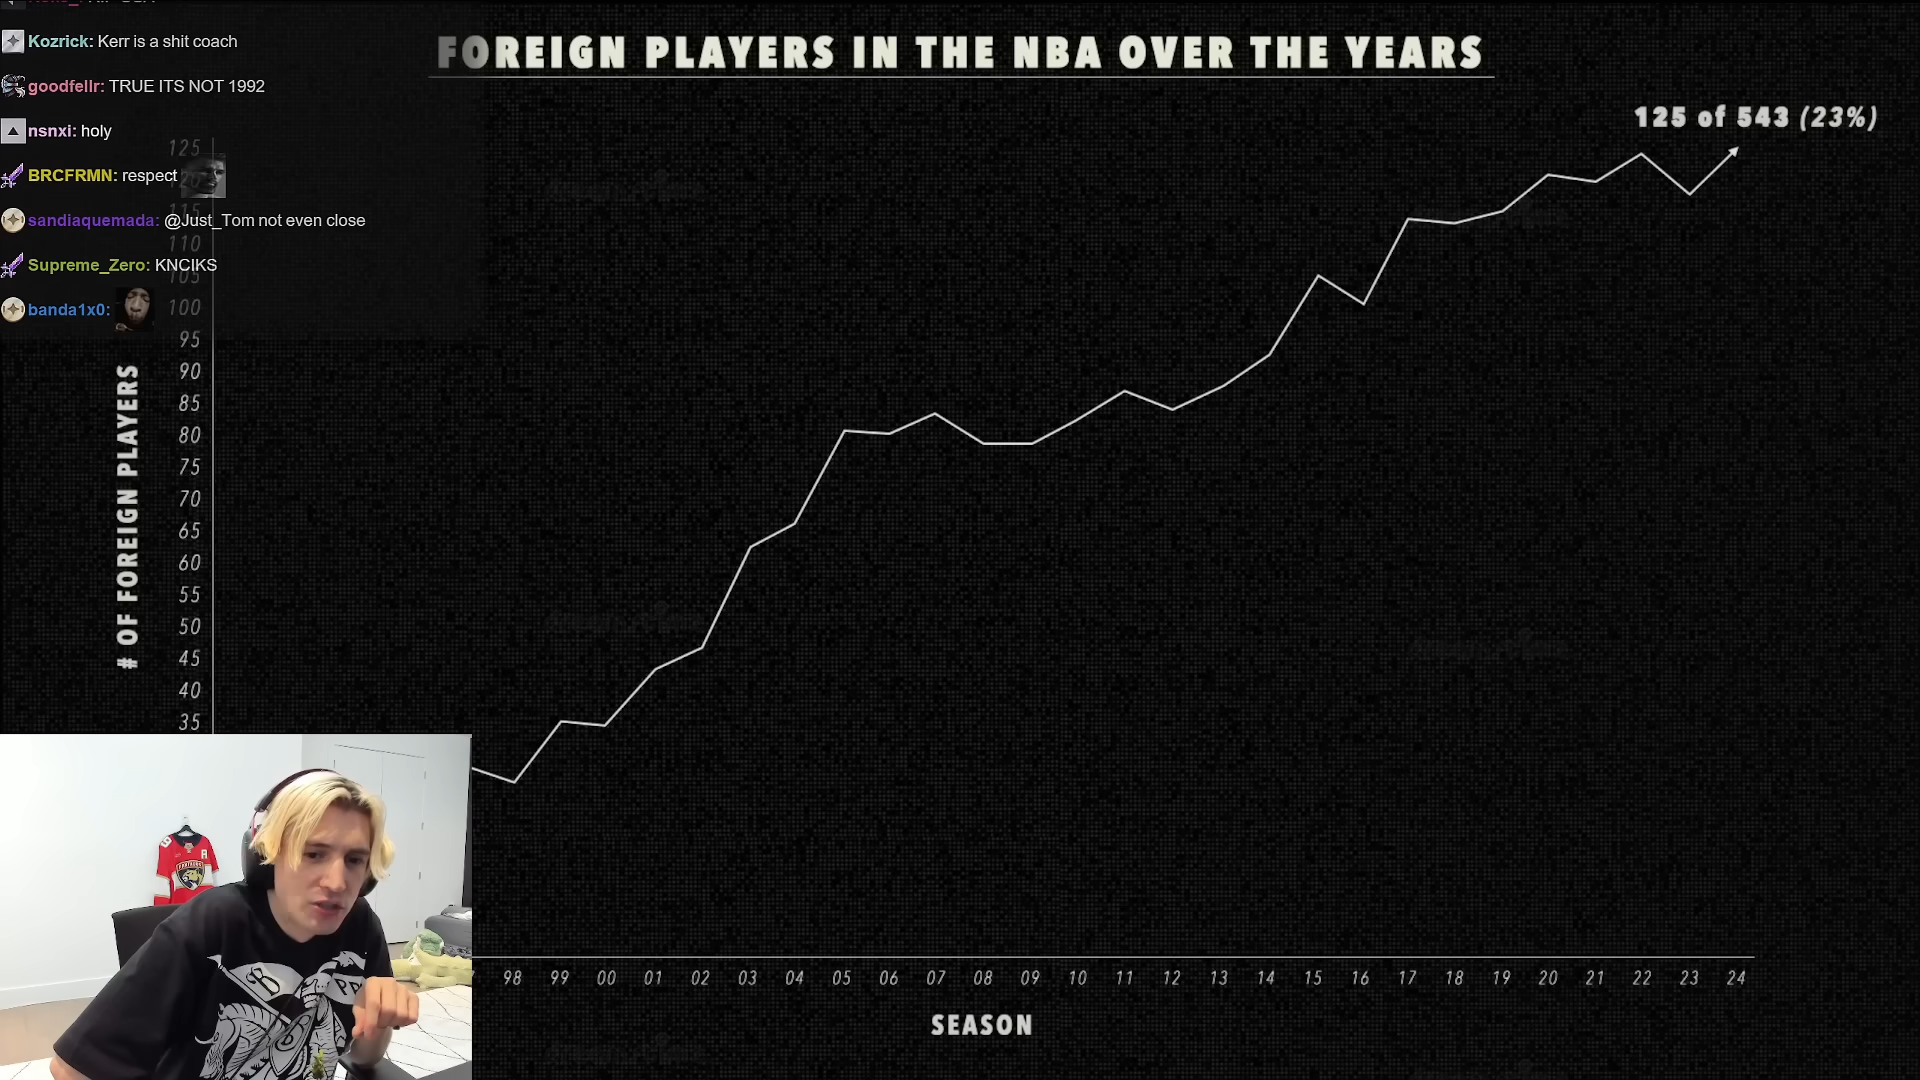 FOREIGN PLAYERS IN THE NBA OVER THE YEARS
Kozrick: Kerr is a shit coach
goodfellr: TRUE ITS NOT 1992
nsnxi: holy
BRCFRMN: respect
sandiaquemada: @Just_Tom not even close
Supreme_Zero: KNCIKS
banda1x0:
125 of 543 (23%)
# OF FOREIGN PLAYERS
125
120
115
110
105
100
95
90
85
80
75
70
65
60
55
50
45
40
35
98 99 00 01 02 03 04 05 06 07 08 09 10 11 12 13 14 15 16 17 18 19 20 21 22 23 24
SEASON
PANTHERS